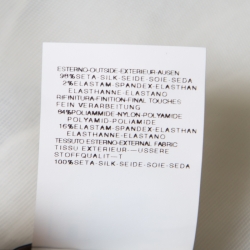 ESTERNO-OUTSIDE-EXTERIEUR-AUSEN
98%SETA-SILK-SEIDE-SOIE-SEDA
2%ELASTAM-SPANDEX-ELASTHAN
ELASTHANNE-ELASTANO
RIFINITURA-FINITION-FINAL TOUCHES
FEIN VERARBEITUNG
84%POLIAMMIDE-NYLON-POLYAMIDE
POLYAMID-POLIAMIDE
16%ELASTAM-SPANDEX-ELASTHAN
ELASTHANNE-ELASTANO
TESSUTO ESTERNO-EXTERNAL FABRIC
TISSU EXTERIEUR---USSERE
STOFFQUALIT--T
100%SETA-SILK-SEIDE-SOIE-SEDA